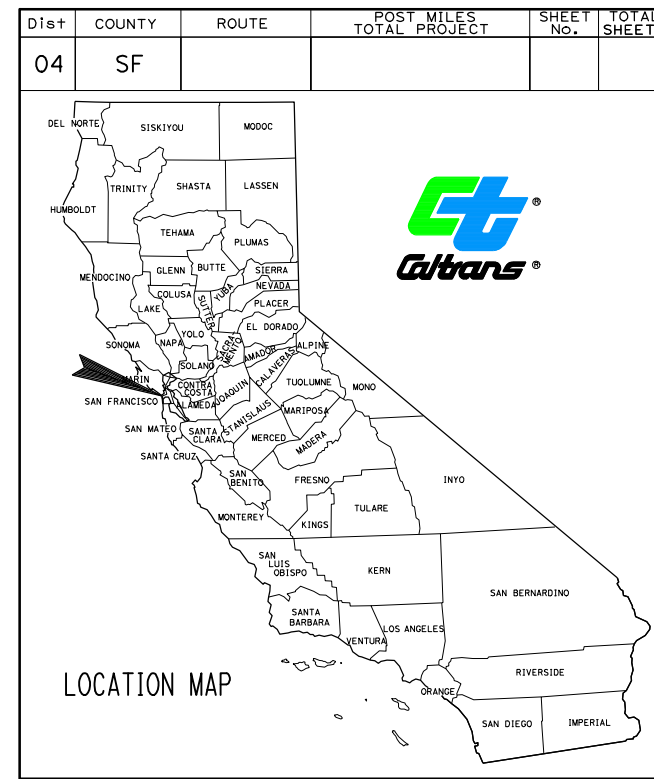 Dist COUNTY ROUTE POST MILES TOTAL PROJECT SHEET No. TOTAL SHEET
04 SF
DEL NORTE SISKIYOU MODOC
TRINITY SHASTA LASSEN
HUMBOLDT
Caltrans ® ®
TEHAMA
PLUMAS
MENDOCINO GLENN BUTTE SIERRA
NEVADA
COLUSA SUTTER YUBA PLACER
LAKE
EL DORADO
SONOMA NAPA YOLO SACRA-MENTO
SOLANO AMADOR ALPINE
MARIN CALAVERAS
CONTRA COSTA TUOLUMNE MONO
SAN FRANCISCO ALAMEDA JOAQUIN
STANISLAUS MARIPOSA
SAN MATEO SANTA CLARA MERCED MADERA
SANTA CRUZ
SAN BENITO FRESNO INYO
TULARE
MONTEREY KINGS
SAN LUIS OBISPO KERN
SAN BERNARDINO
SANTA BARBARA
VENTURA LOS ANGELES
RIVERSIDE
LOCATION MAP
ORANGE
SAN DIEGO IMPERIAL